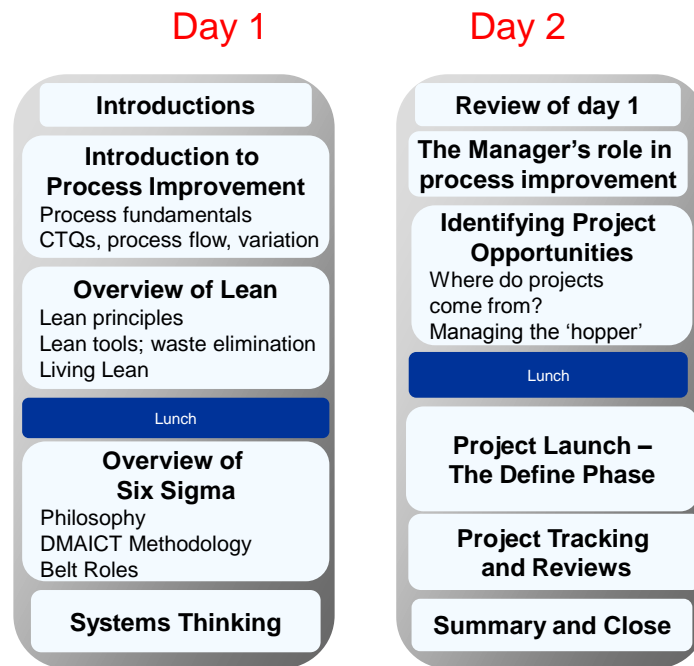 Day 1
Introductions
Introduction to
Process Improvement
Process fundamentals
CTQs, process flow, variation
Overview of Lean
Lean principles
Lean tools; waste elimination
Living Lean
Lunch
Overview of
Six Sigma
Philosophy
DMAICT Methodology
Belt Roles
Systems Thinking
Day 2
Review of day 1
The Manager’s role in
process improvement
Identifying Project
Opportunities
Where do projects
come from?
Managing the ‘hopper’
Lunch
Project Launch –
The Define Phase
Project Tracking
and Reviews
Summary and Close